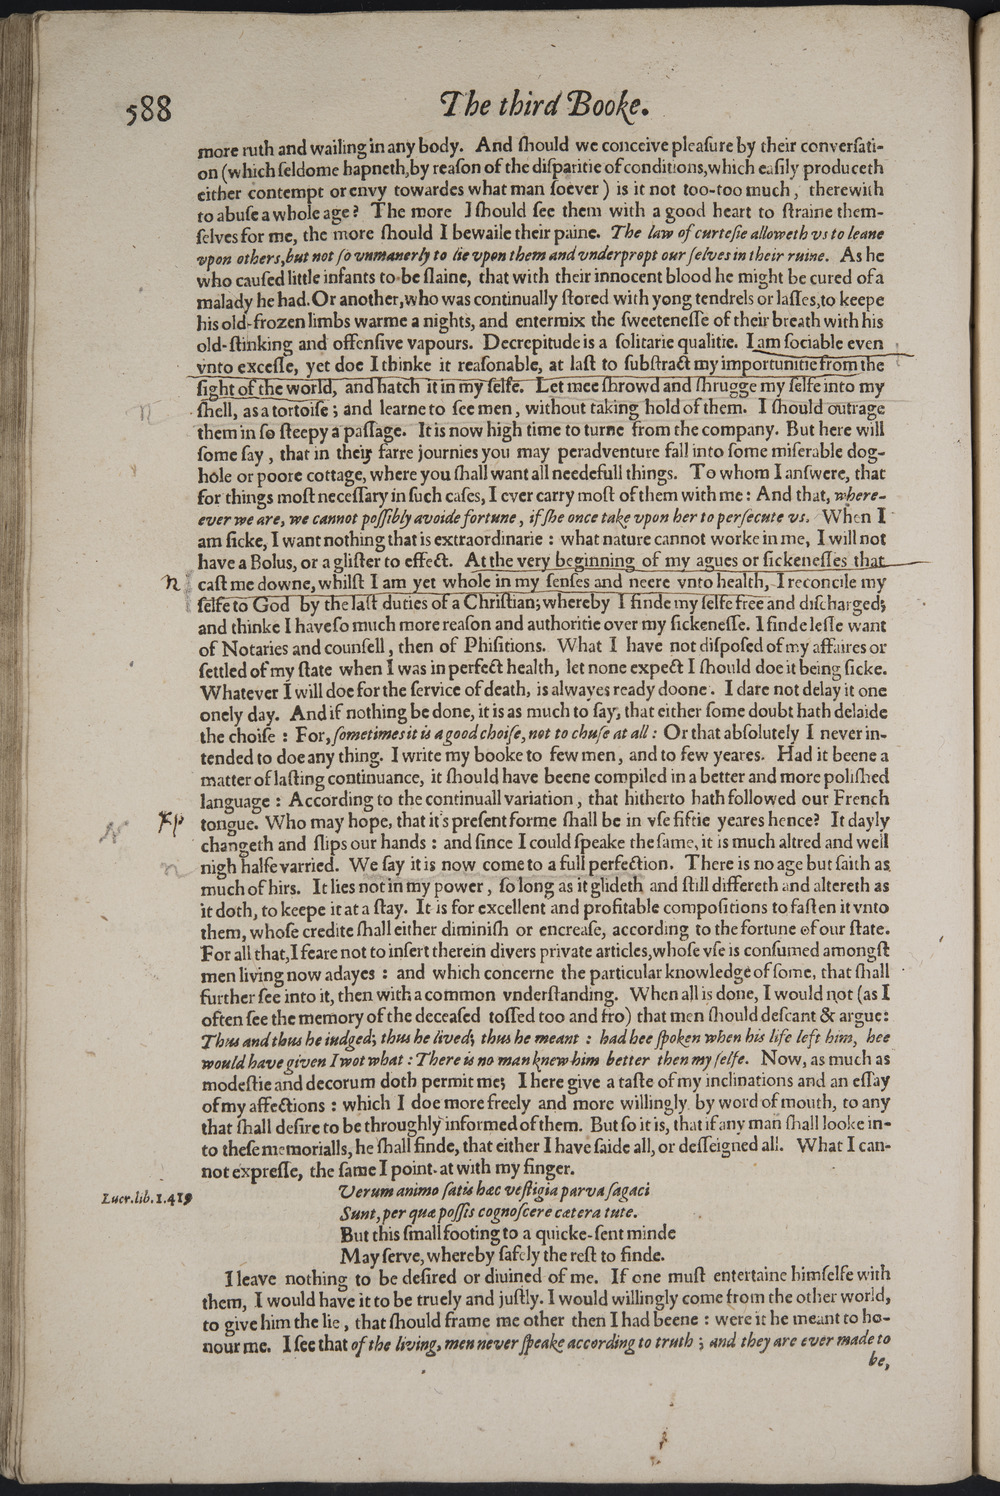 588
The third Booke.
more ruth and wailing in any body. And ſhould we conceive pleaſure by their converſati-
on (which ſeldome hapneth, by reaſon of the diſparitie of conditions, which eaſily produceth
either contempt or envy towardes what man ſoever) is it not too-too much, therewith
to abuſe a whole age? The more I ſhould ſee them with a good heart to ſtraine them-
ſelves for me, the more ſhould I bewaile their paine. The law of curteſie alloweth vs to leane
vpon others, but not ſo vnmanerly to lie vpon them and vnderpropt our ſelves in their ruine. As he
who cauſed little infants to be ſlaine, that with their innocent blood he might be cured of a
malady he had. Or another, who was continually ſtored with yong tendrels or laſſes, to keepe
his old-frozen limbs warme a nights, and entermix the ſweeteneſſe of their breath with his
old-ſtinking and offenſive vapours. Decrepitude is a ſolitarie qualitie. I am ſociable even
vnto exceſſe, yet doe I thinke it reaſonable, at laſt to ſubſtract my importunitie from the
ſight of the world, and hatch it in my ſelfe. Let mee ſhrowd and ſhrugge my ſelfe into my
n
ſhell, as a tortoiſe; and learne to ſee men, without taking hold of them. I ſhould outrage
them in ſo ſteepy a paſſage. It is now high time to turne from the company. But here will
ſome ſay, that in their farre journies you may peradventure fall into ſome miſerable dog-
hole or poore cottage, where you ſhall want all needefull things. To whom I anſwere, that
for things moſt neceſſary in ſuch caſes, I ever carry moſt of them with me: And that, where-
ever we are, we cannot poſſibly avoide fortune, if ſhe once take vpon her to perſecute vs. When I
am ſicke, I want nothing that is extraordinarie: what nature cannot worke in me, I will not
have a Bolus, or a gliſter to effect. At the very beginning of my agues or ſickeneſſes that
n
caſt me downe, whilſt I am yet whole in my ſenſes and neere vnto health, I reconcile my
ſelfe to God by the laſt duties of a Chriſtian; whereby I finde my ſelfe free and diſcharged;
and thinke I have ſo much more reaſon and authoritie over my ſickeneſſe. I finde leſſe want
of Notaries and counſell, then of Phiſitions. What I have not diſpoſed of my affaires or
ſettled of my ſtate when I was in perfect health, let none expect I ſhould doe it being ſicke.
Whatever I will doe for the ſervice of death, is alwayes ready doone. I dare not delay it one
onely day. And if nothing be done, it is as much to ſay, that either ſome doubt hath delaide
the choiſe: For, ſometimes it is a good choiſe, not to chuſe at all: Or that abſolutely I never in-
tended to doe any thing. I write my booke to few men, and to few yeares. Had it beene a
matter of laſting continuance, it ſhould have beene compiled in a better and more poliſhed
language: According to the continuall variation, that hitherto hath followed our French
N
tongue. Who may hope, that it's preſent forme ſhall be in vſe fiftie yeares hence? It dayly
changeth and ſlips our hands: and ſince I could ſpeake the ſame, it is much altred and well
n
nigh halfe varried. We ſay it is now come to a full perfection. There is no age but ſaith as
much of hirs. It lies not in my power, ſo long as it glideth and ſtill differeth and altereth as
it doth, to keepe it at a ſtay. It is for excellent and profitable compoſitions to faſten it vnto
them, whoſe credite ſhall either diminiſh or encreaſe, according to the fortune of our ſtate.
For all that, I feare not to inſert therein divers private articles, whoſe vſe is conſumed amongſt
men living now adayes: and which concerne the particular knowledge of ſome, that ſhall
further ſee into it, then with a common vnderſtanding. When all is done, I would not (as I
often ſee the memory of the deceaſed toſſed too and fro) that men ſhould deſcant & argue:
Thus and thus he iudged; thus he lived; thus he meant: had hee ſpoken when his life left him, hee
would have given I wot what: There is no man knew him better then my ſelfe. Now, as much as
modeſtie and decorum doth permit me; I here give a taſte of my inclinations and an eſſay
of my affections: which I doe more freely and more willingly by word of mouth, to any
that ſhall deſire to be throughly informed of them. But ſo it is, that if any man ſhall looke in-
to theſe memorialls, he ſhall finde, that either I have ſaide all, or deſſeigned all. What I can-
not expreſſe, the ſame I point at with my finger.
Lucr. lib. 1. 419
Verum animo ſatis hæc veſtigia parva ſagaci
Sunt, per quæ poſſis cognoſcere cætera tute.
But this ſmall footing to a quicke-ſent minde
May ſerve, whereby ſafely the reſt to finde.
I leave nothing to be deſired or diuined of me. If one muſt entertaine himſelfe with
them, I would have it to be truely and juſtly. I would willingly come from the other world,
to give him the lie, that ſhould frame me other then I had beene: were it he meant to ho-
nour me. I ſee that of the living, men never ſpeake according to truth; and they are ever made to
be,